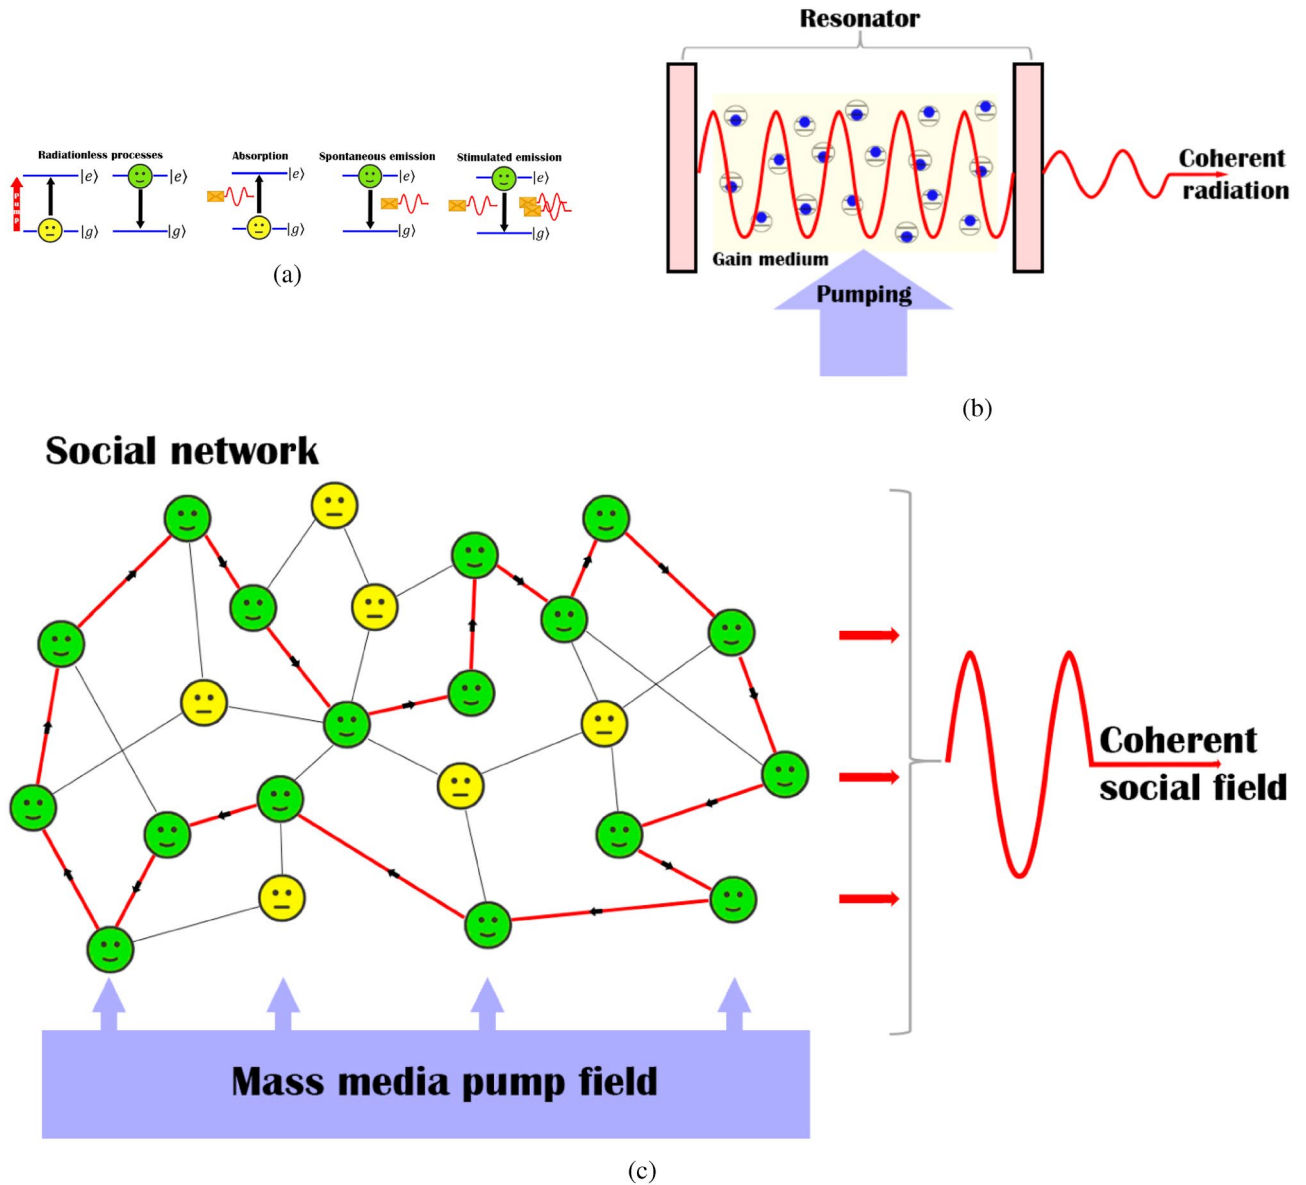 Radiationless processes
Absorption
Spontaneous emission
Stimulated emission
|e⟩
|e⟩
|e⟩
|e⟩
|e⟩
Pump
|g⟩
|g⟩
|g⟩
|g⟩
|g⟩
(a)
Resonator
Coherent
radiation
Gain medium
Pumping
(b)
Social network
Coherent
social field
Mass media pump field
(c)